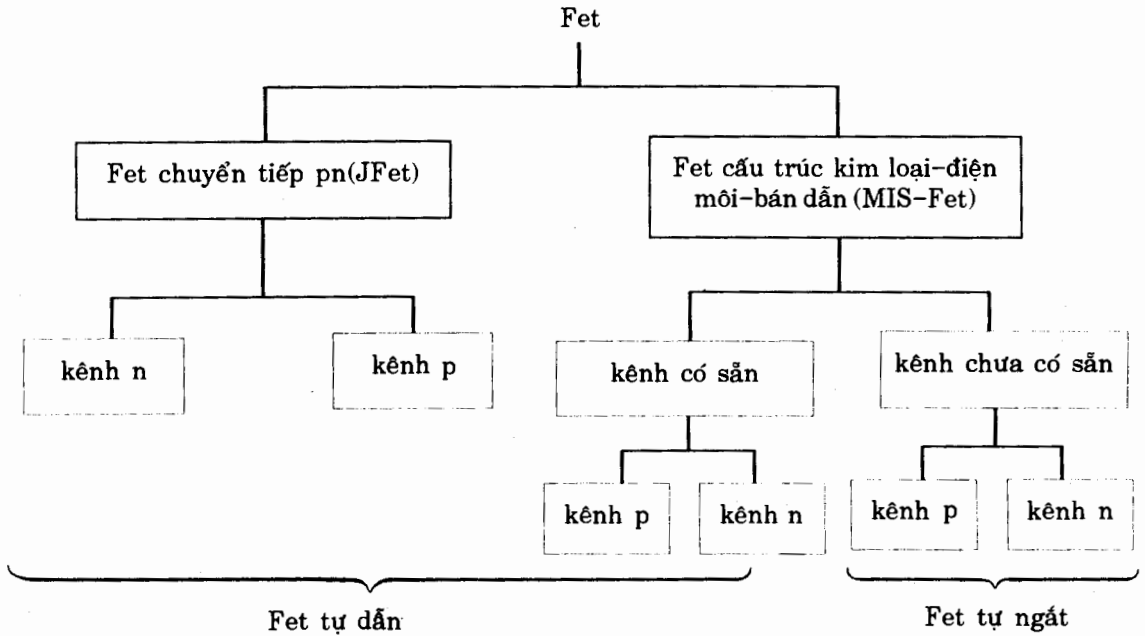 Fet
Fet chuyển tiếp pn(JFet)
Fet cấu trúc kim loại-điện
môi-bán dẫn (MIS-Fet)
kênh n
kênh p
kênh có sẵn
kênh chưa có sẵn
kênh p
kênh n
kênh p
kênh n
Fet tự dẫn
Fet tự ngắt